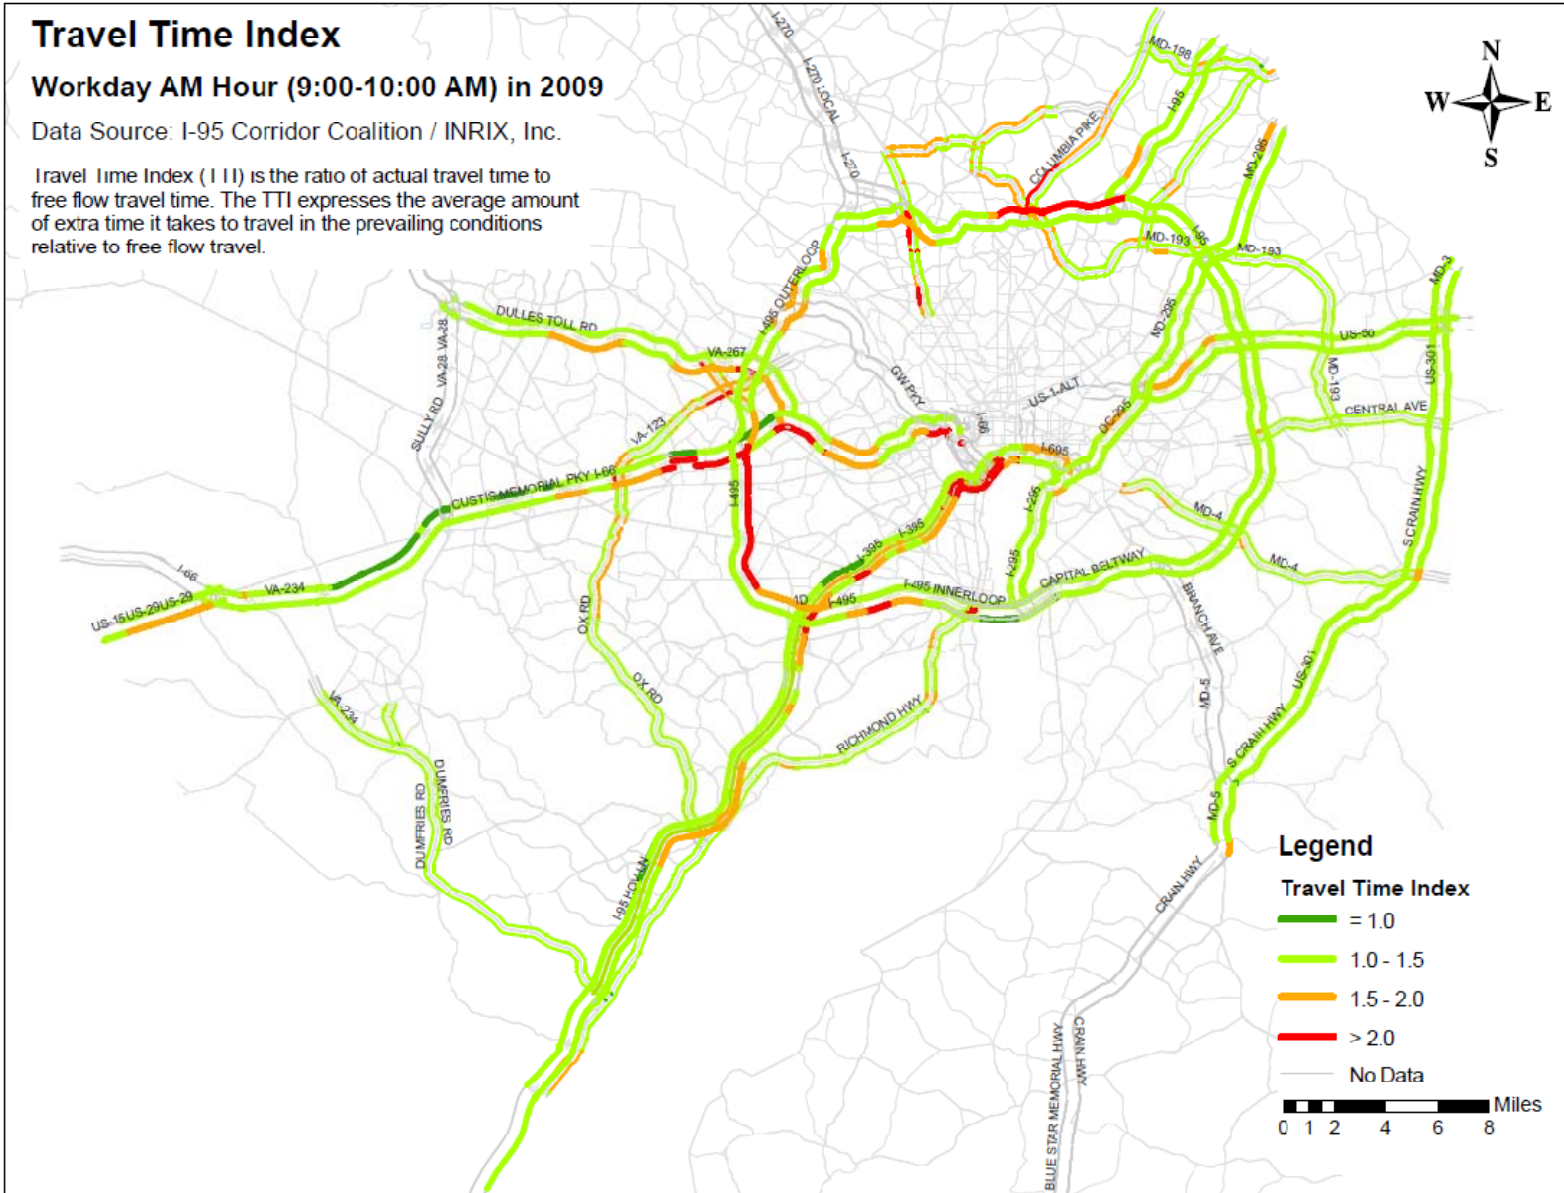 Travel Time Index
Workday AM Hour (9:00-10:00 AM) in 2009
Data Source: I-95 Corridor Coalition / INRIX, Inc.
Travel Time Index (TTI) is the ratio of actual travel time to
free flow travel time. The TTI expresses the average amount
of extra time it takes to travel in the prevailing conditions
relative to free flow travel.
N
W E
S
I-270
I-270 LOCAL
I-270
MD-198
I-95
COLUMBIA PIKE
MD-295
I-495 OUTERLOOP
MD-193
I-95
MD-193
MD-3
DULLES TOLL RD
VA-28
VA-28
VA-267
MD-295
US-50
US-301
GW PKY
US-1-ALT
MD-193
SULLY RD
VA-123
I-66
DC-295
CENTRAL AVE
I-695
CUSTIS MEMORIAL PKY I-66
I-495
I-295
S CRAIN HWY
MD-4
I-395
I-395
I-66
VA-234
I-295
CAPITAL BELTWAY
MD-4
US-15US-29US-29
I-495
I-495 INNERLOOP
BRANCH AVE
OX RD
US-301
OX RD
MD-5
VA-234
RICHMOND HWY
S CRAIN HWY
DUMFRIES RD
DUMFRIES RD
MD-5
I-95 HOV LN
CRAIN HWY
BLUE STAR MEMORIAL HWY
CRAIN HWY
Legend
Travel Time Index
= 1.0
1.0 - 1.5
1.5 - 2.0
> 2.0
No Data
Miles
0 1 2 4 6 8